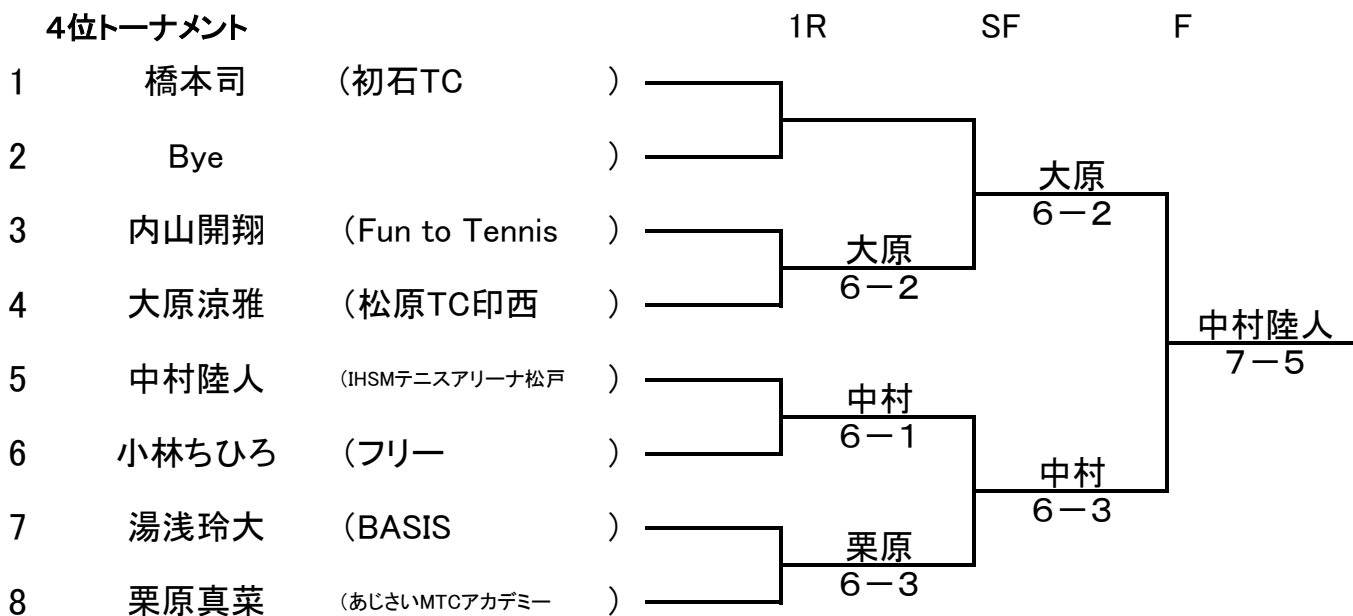 4位トーナメント 1R SF F
1 橋本司 （初石TC ）
2 Bye ）
大原
6－2
3 内山開翔 （Fun to Tennis ）
大原
6－2
4 大原涼雅 （松原TC印西 ）
中村陸人
7－5
5 中村陸人 （IHSMテニスアリーナ松戸 ）
中村
6－1
6 小林ちひろ （フリー ）
中村
6－3
7 湯浅玲大 （BASIS ）
栗原
6－3
8 栗原真菜 （あじさいMTCアカデミー ）